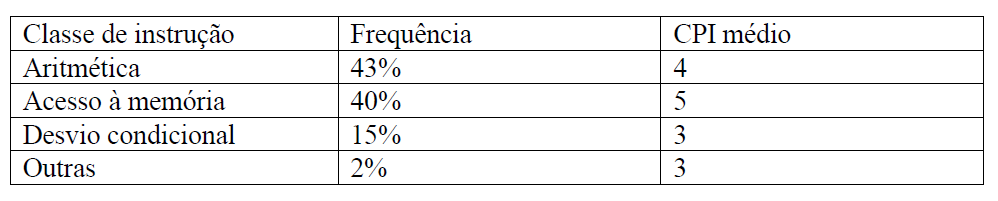 Classe de instrução Frequência CPI médio
Aritmética 43% 4
Acesso à memória 40% 5
Desvio condicional 15% 3
Outras 2% 3